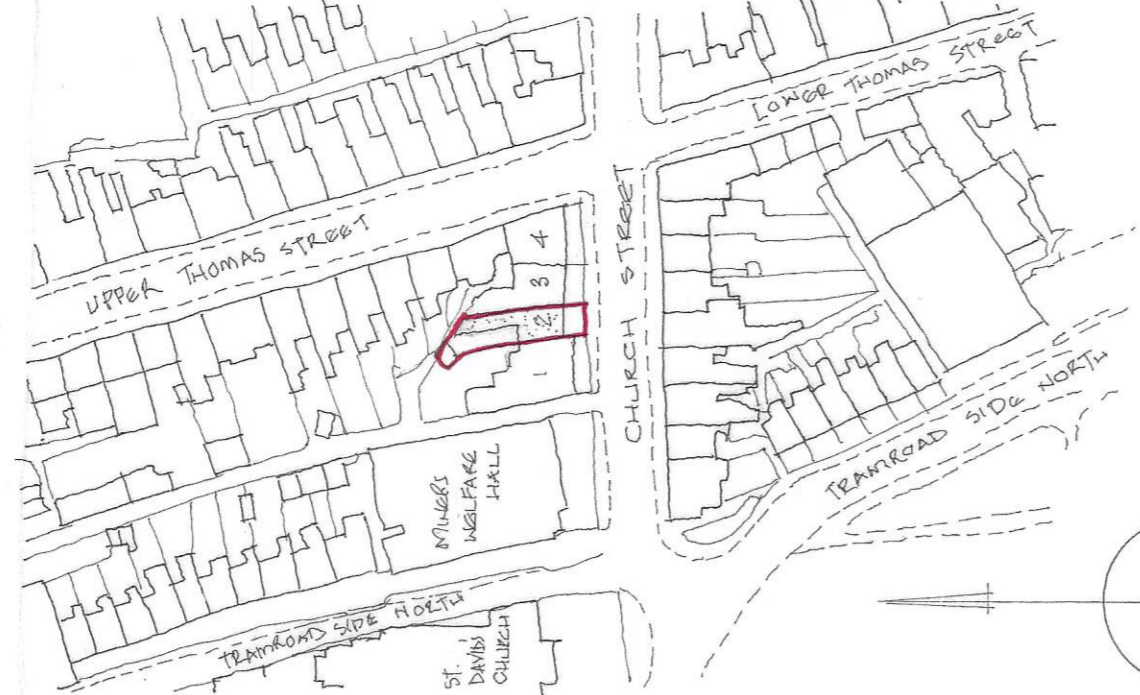 LOWER THOMAS STREET
UPPER THOMAS STREET
CHURCH STREET
4
3
2
1
TRAMROAD SIDE NORTH
MINERS
WELFARE
HALL
TRAMROAD SIDE NORTH
ST.
DAVIDS
CHURCH